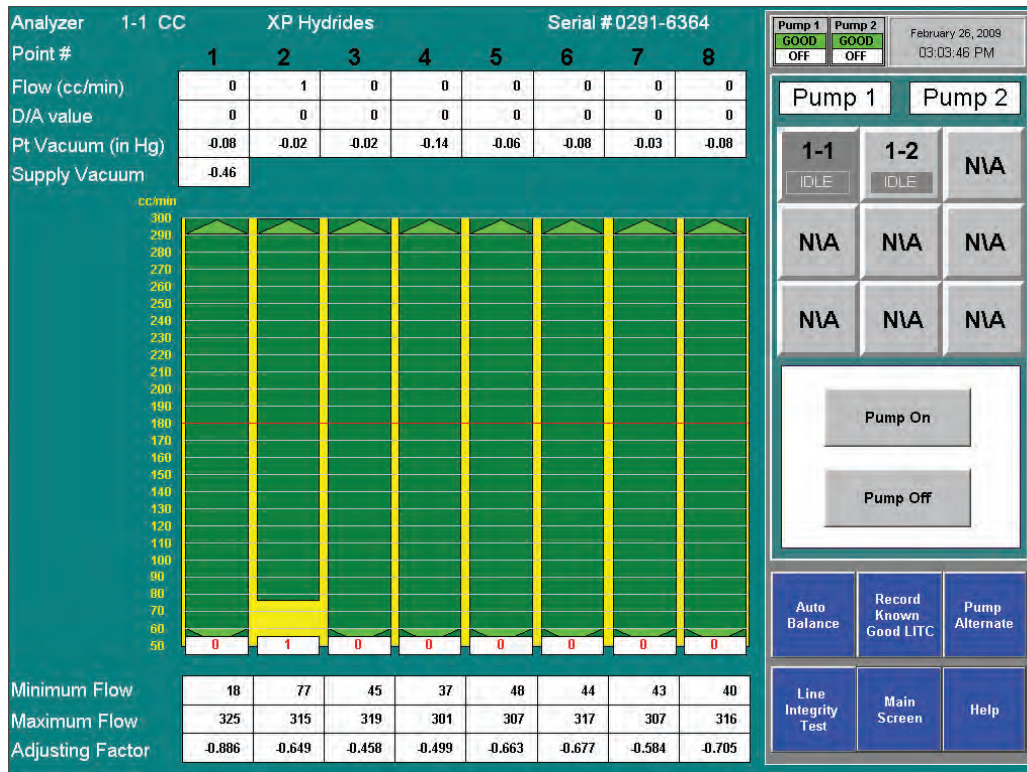 Analyzer 1-1 CC XP Hydrides Serial # 0291-6364
Point # 1 2 3 4 5 6 7 8
Flow (cc/min) 0 1 0 0 0 0 0 0
D/A value 0 0 0 0 0 0 0 0
Pt Vacuum (in Hg) -0.08 -0.02 -0.02 -0.14 -0.06 -0.08 -0.03 -0.08
Supply Vacuum -0.46
cc/min
300
290
280
270
260
250
240
230
220
210
200
190
180
170
160
150
140
130
120
110
100
90
80
70
60
50
0 1 0 0 0 0 0 0
Minimum Flow 18 77 45 37 48 44 43 40
Maximum Flow 325 315 319 301 307 317 307 316
Adjusting Factor -0.886 -0.649 -0.458 -0.499 -0.663 -0.677 -0.584 -0.705
Pump 1 Pump 2
GOOD GOOD
OFF OFF
February 26, 2009
03:03:46 PM
Pump 1 Pump 2
1-1 1-2 N\A
IDLE IDLE
N\A N\A N\A
N\A N\A N\A
Pump On
Pump Off
Auto
Balance
Record
Known
Good LITC
Pump
Alternate
Line
Integrity
Test
Main
Screen
Help